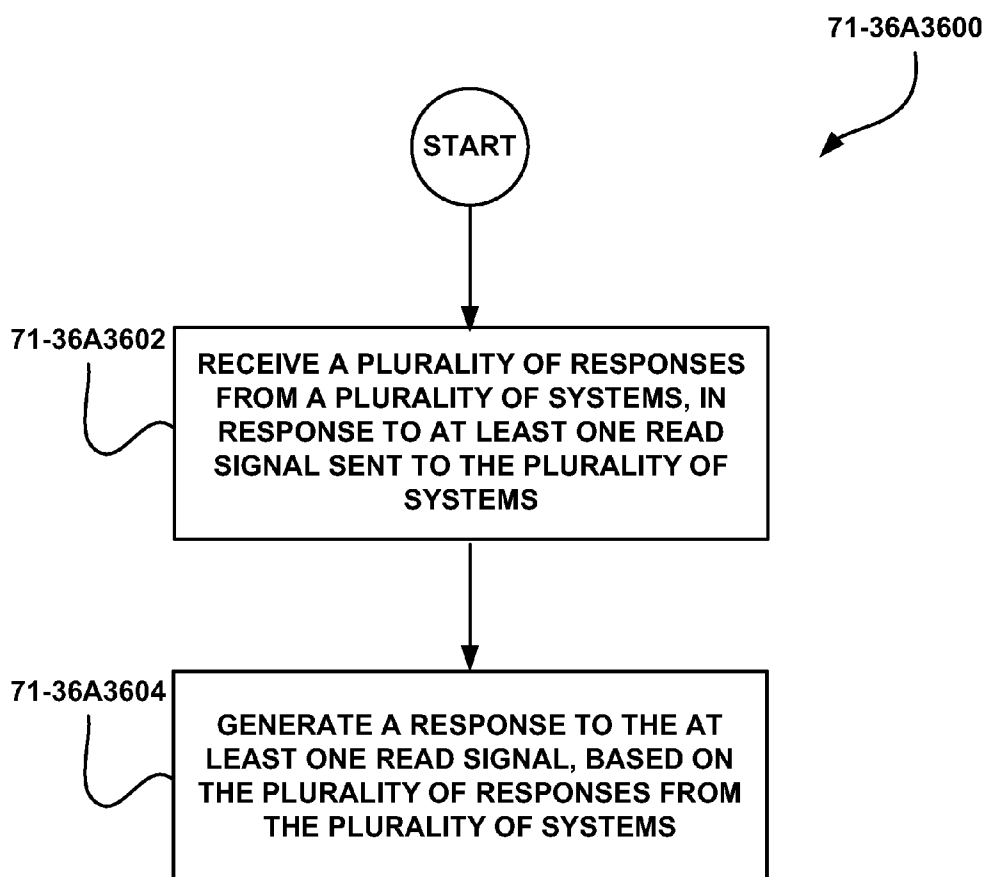 71-36A3600
START
71-36A3602
RECEIVE A PLURALITY OF RESPONSES
FROM A PLURALITY OF SYSTEMS, IN
RESPONSE TO AT LEAST ONE READ
SIGNAL SENT TO THE PLURALITY OF
SYSTEMS
71-36A3604
GENERATE A RESPONSE TO THE AT
LEAST ONE READ SIGNAL, BASED ON
THE PLURALITY OF RESPONSES FROM
THE PLURALITY OF SYSTEMS